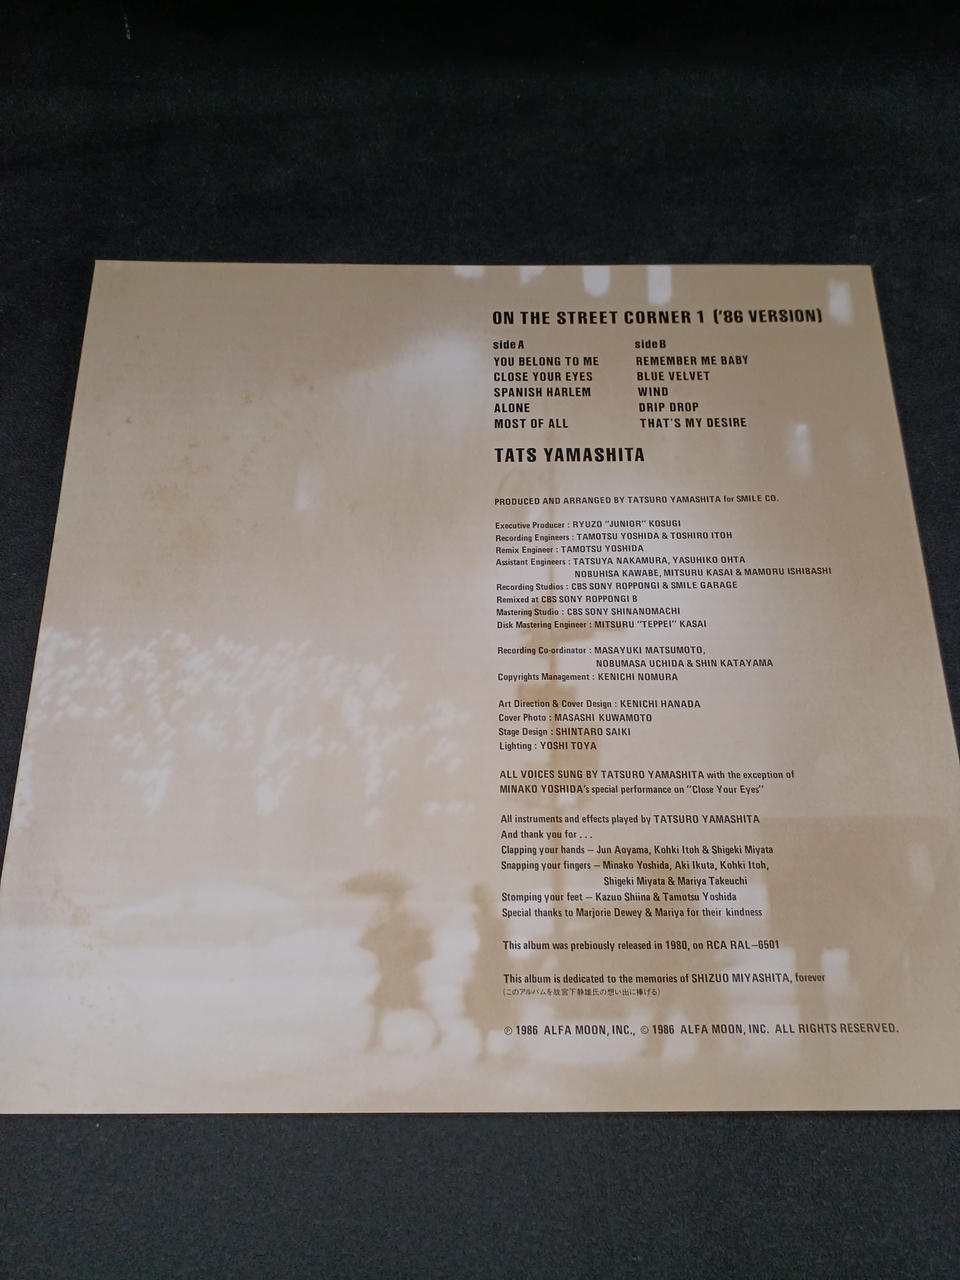 ON THE STREET CORNER 1 ('86 VERSION)
side A
YOU BELONG TO ME
CLOSE YOUR EYES
SPANISH HARLEM
ALONE
MOST OF ALL
side B
REMEMBER ME BABY
BLUE VELVET
WIND
DRIP DROP
THAT'S MY DESIRE
TATS YAMASHITA
PRODUCED AND ARRANGED BY TATSURO YAMASHITA for SMILE CO.
Executive Producer : RYUZO "JUNIOR" KOSUGI
Recording Engineers : TAMOTSU YOSHIDA & TOSHIRO ITOH
Remix Engineer : TAMOTSU YOSHIDA
Assistant Engineers : TATSUYA NAKAMURA, YASUHIKO OHTA
NOBUHISA KAWABE, MITSURU KASAI & MAMORU ISHIBASHI
Recording Studios : CBS SONY ROPPONGI & SMILE GARAGE
Remixed at CBS SONY ROPPONGI B
Mastering Studio : CBS SONY SHINANOMACHI
Disk Mastering Engineer : MITSURU "TEPPEI" KASAI
Recording Co-ordinator : MASAYUKI MATSUMOTO,
NOBUMASA UCHIDA & SHIN KATAYAMA
Copyrights Management : KENICHI NOMURA
Art Direction & Cover Design : KENICHI HANADA
Cover Photo : MASASHI KUWAMOTO
Stage Design : SHINTARO SAIKI
Lighting : YOSHI TOYA
ALL VOICES SUNG BY TATSURO YAMASHITA with the exception of
MINAKO YOSHIDA's special performance on "Close Your Eyes"
All instruments and effects played by TATSURO YAMASHITA
And thank you for . . .
Clapping your hands – Jun Aoyama, Kohki Itoh & Shigeki Miyata
Snapping your fingers – Minako Yoshida, Aki Ikuta, Kohki Itoh,
Shigeki Miyata & Mariya Takeuchi
Stomping your feet – Kazuo Shiina & Tamotsu Yoshida
Special thanks to Marjorie Dewey & Mariya for their kindness
This album was prebiously released in 1980, on RCA RAL–6501
This album is dedicated to the memories of SHIZUO MIYASHITA, forever
(このアルバムを故宮下静雄氏の想い出に捧げる)
℗ 1986 ALFA MOON, INC., © 1986 ALFA MOON, INC. ALL RIGHTS RESERVED.